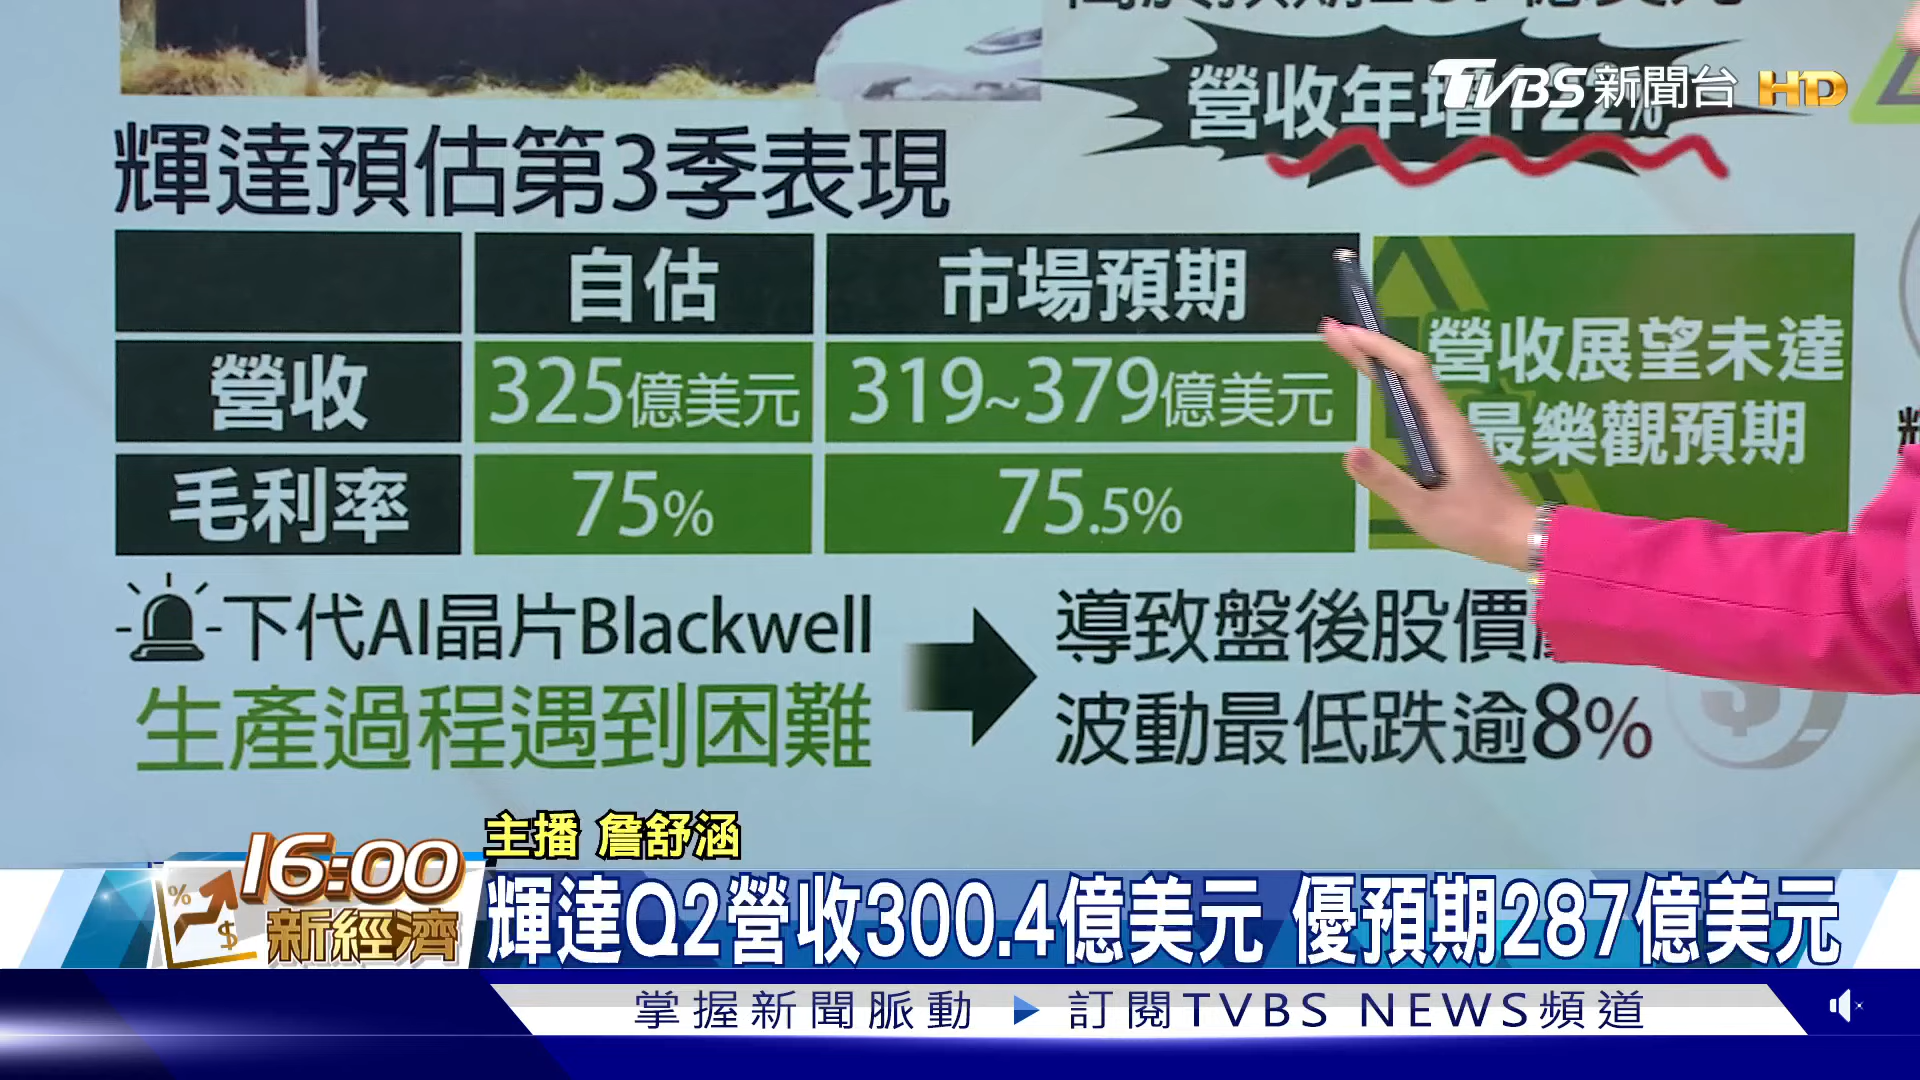 營收年增122%
TVBS新聞台 HD
輝達預估第3季表現
自估 市場預期
營收 325億美元 319~379億美元
毛利率 75% 75.5%
營收展望未達
最樂觀預期
下代AI晶片Blackwell
生產過程遇到困難
導致盤後股價
波動最低跌逾8%
主播 詹舒涵
16:00
新經濟
輝達Q2營收300.4億美元 優預期287億美元
掌握新聞脈動 訂閱TVBS NEWS頻道